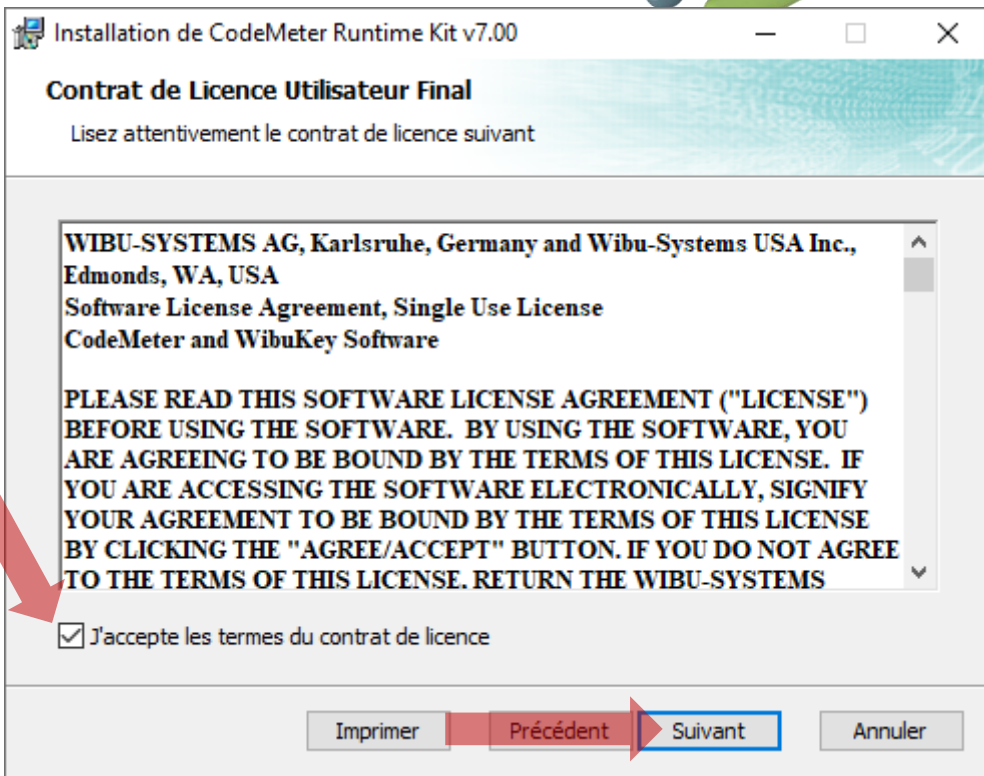 Installation de CodeMeter Runtime Kit v7.00
Contrat de Licence Utilisateur Final
Lisez attentivement le contrat de licence suivant
WIBU-SYSTEMS AG, Karlsruhe, Germany and Wibu-Systems USA Inc.,
Edmonds, WA, USA
Software License Agreement, Single Use License
CodeMeter and WibuKey Software
PLEASE READ THIS SOFTWARE LICENSE AGREEMENT ("LICENSE")
BEFORE USING THE SOFTWARE.  BY USING THE SOFTWARE, YOU
ARE AGREEING TO BE BOUND BY THE TERMS OF THIS LICENSE.  IF
YOU ARE ACCESSING THE SOFTWARE ELECTRONICALLY, SIGNIFY
YOUR AGREEMENT TO BE BOUND BY THE TERMS OF THIS LICENSE
BY CLICKING THE "AGREE/ACCEPT" BUTTON. IF YOU DO NOT AGREE
TO THE TERMS OF THIS LICENSE, RETURN THE WIBU-SYSTEMS
J'accepte les termes du contrat de licence
Imprimer Précédent Suivant Annuler